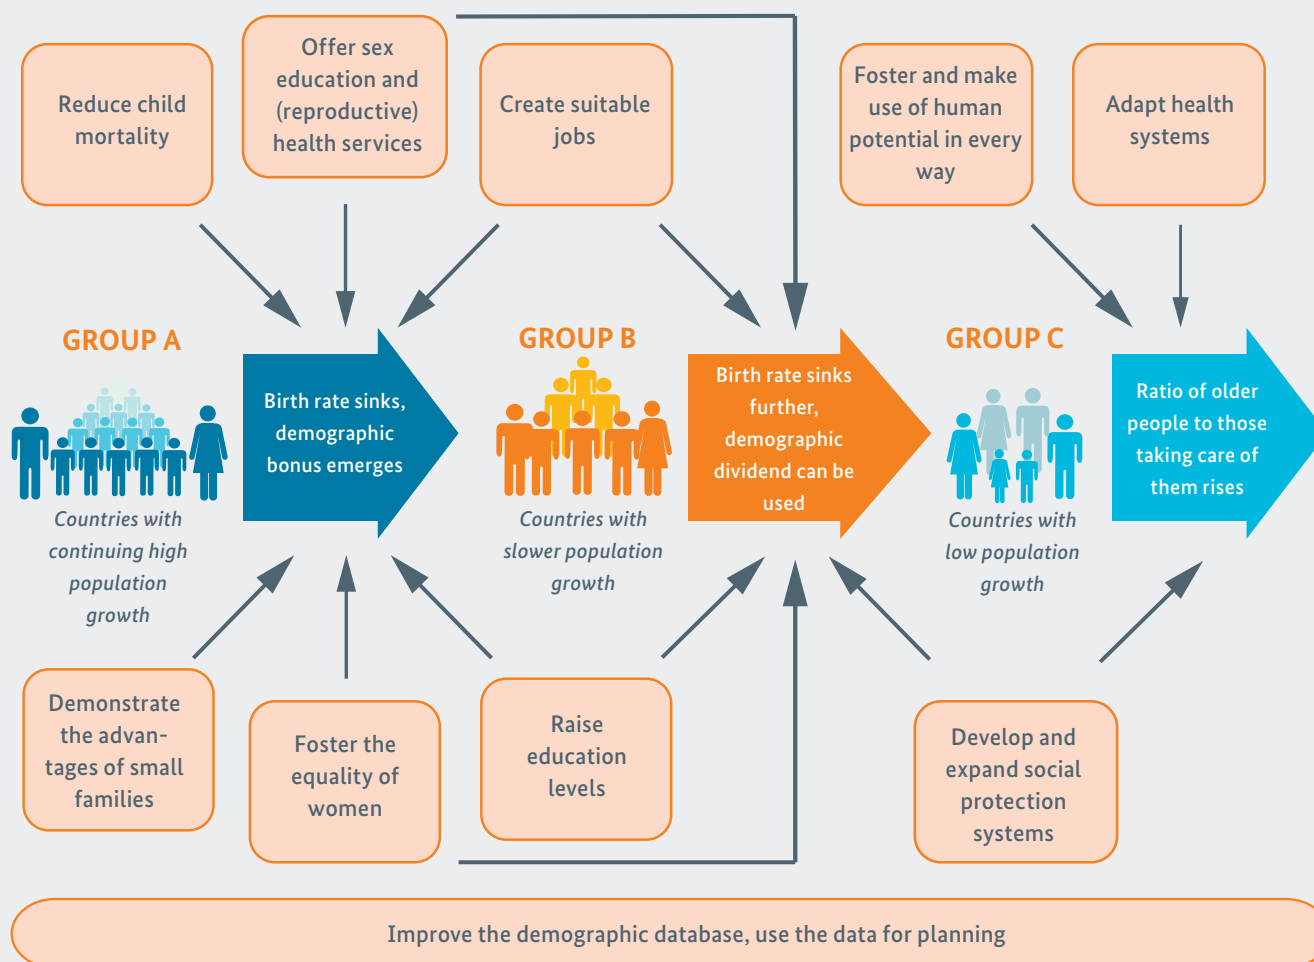 Reduce child
mortality
Offer sex
education and
(reproductive)
health services
Create suitable
jobs
Foster and make
use of human
potential in every
way
Adapt health
systems
GROUP A
Countries with
continuing high
population
growth
Birth rate sinks,
demographic
bonus emerges
GROUP B
Countries with
slower population
growth
Birth rate sinks
further,
demographic
dividend can be
used
GROUP C
Countries with
low population
growth
Ratio of older
people to those
taking care of
them rises
Demonstrate
the advan-
tages of small
families
Foster the
equality of
women
Raise
education
levels
Develop and
expand social
protection
systems
Improve the demographic database, use the data for planning